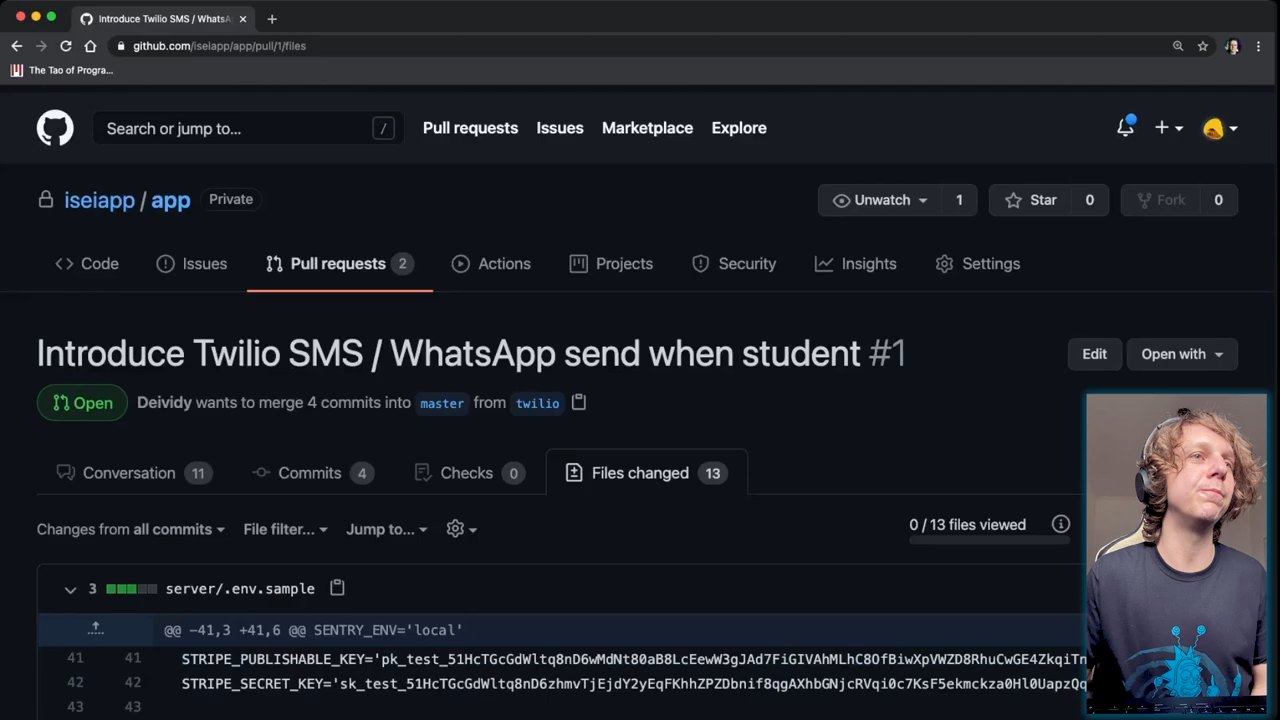 Introduce Twilio SMS / WhatsA
github.com/iseiapp/app/pull/1/files
The Tao of Progra...
Search or jump to... /
Pull requests Issues Marketplace Explore
iseiapp / app Private
Unwatch 1 Star 0 Fork 0
Code Issues Pull requests 2 Actions Projects Security Insights Settings
Introduce Twilio SMS / WhatsApp send when student #1
Edit Open with
Open Deividy wants to merge 4 commits into master from twilio
Conversation 11 Commits 4 Checks 0 Files changed 13
Changes from all commits File filter... Jump to...
0 / 13 files viewed
3 server/.env.sample
@@ -41,3 +41,6 @@ SENTRY_ENV='local'
41 41 STRIPE_PUBLISHABLE_KEY='pk_test_51HcTGcGdWltq8nD6wMdNt80aB8LcEewW3gJAd7FiGIVAhMLhC8OfBiwXpVWZD8RhuCwGE4ZkqiTn
42 42 STRIPE_SECRET_KEY='sk_test_51HcTGcGdWltq8nD6zhmvTjEjdY2yEqFKhhZPZDbnif8qgAXhbGNjcRVqi0c7KsF5ekmckza0Hl0UapzQq
43 43